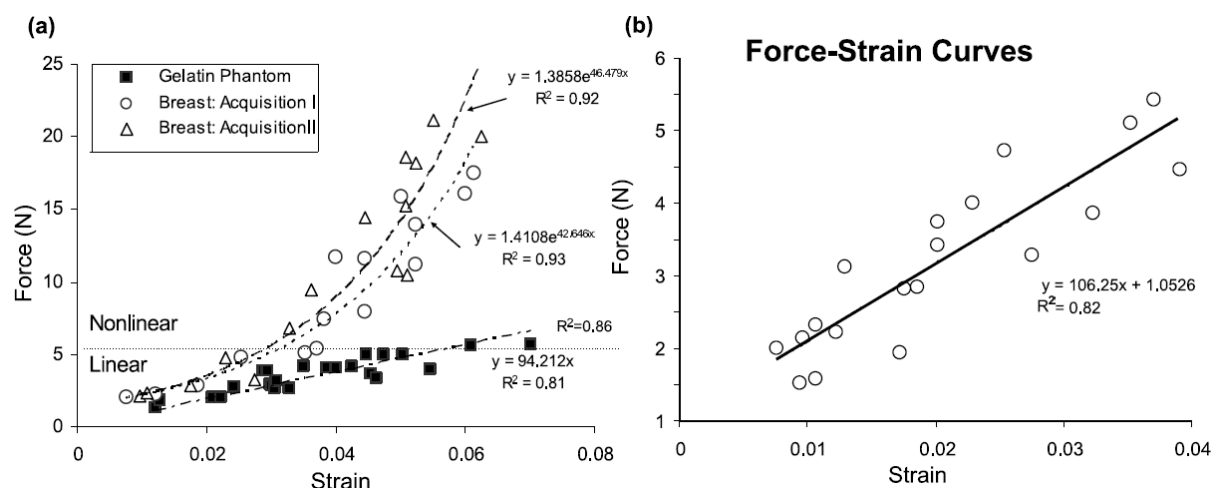 (a)
25
20
15
10
5
0
Force (N)
Gelatin Phantom
Breast: Acquisition I
Breast: AcquisitionII
y = 1.3858e^46.479x
R² = 0.92
y = 1.4108e^42.646x
R² = 0.93
Nonlinear
Linear
R²=0.86
y = 94.212x
R² = 0.81
0 0.02 0.04 0.06 0.08
Strain
(b)
Force-Strain Curves
6
5
4
3
2
1
Force (N)
y = 106.25x + 1.0526
R² = 0.82
0 0.01 0.02 0.03 0.04
Strain